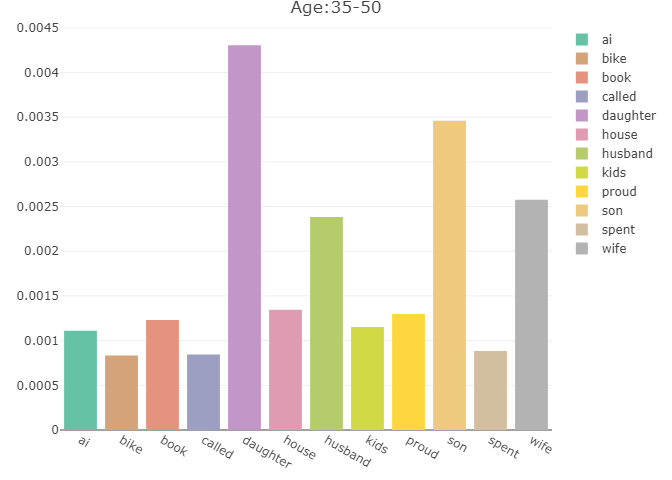 Age:35-50
0.0045
0.004
0.0035
0.003
0.0025
0.002
0.0015
0.001
0.0005
0
ai
bike
book
called
daughter
house
husband
kids
proud
son
spent
wife
ai
bike
book
called
daughter
house
husband
kids
proud
son
spent
wife